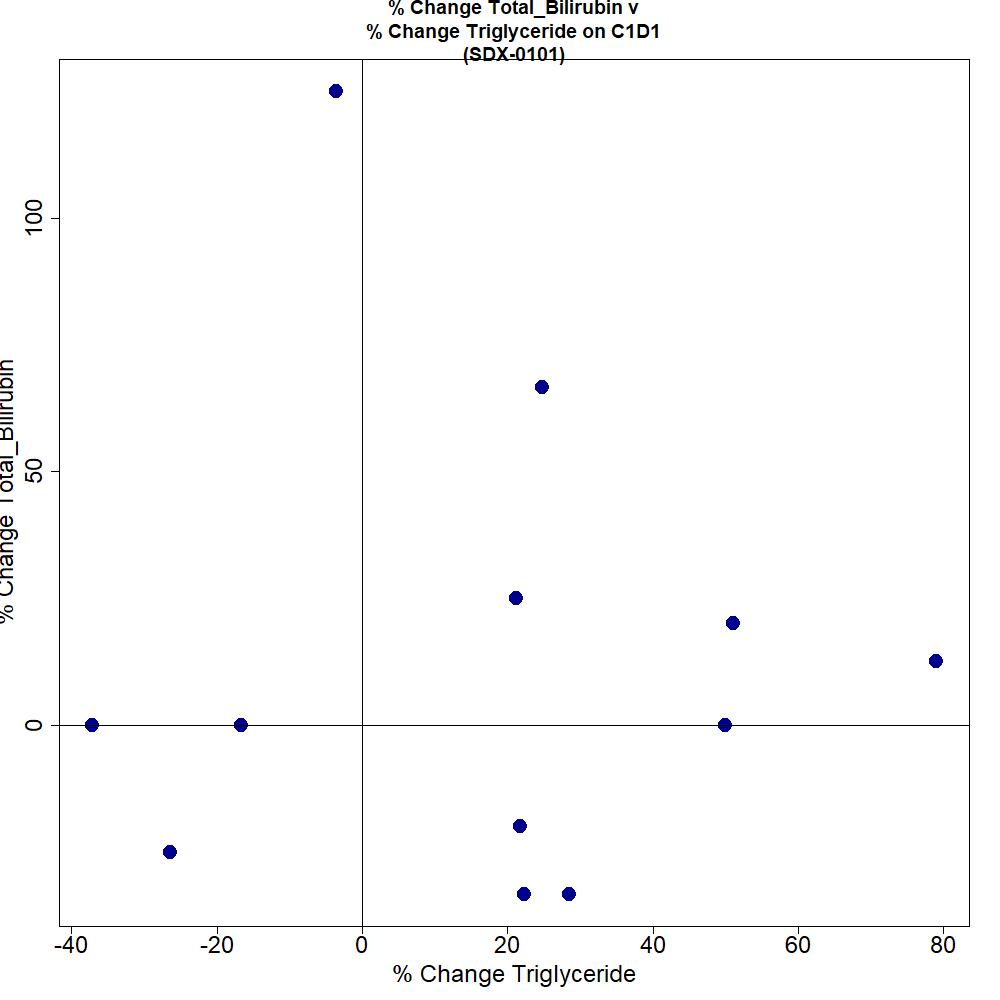 % Change Total_Bilirubin v
% Change Triglyceride on C1D1
(SDX-0101)
% Change Total_Bilirubin
100
50
0
-40 -20 0 20 40 60 80
% Change Triglyceride